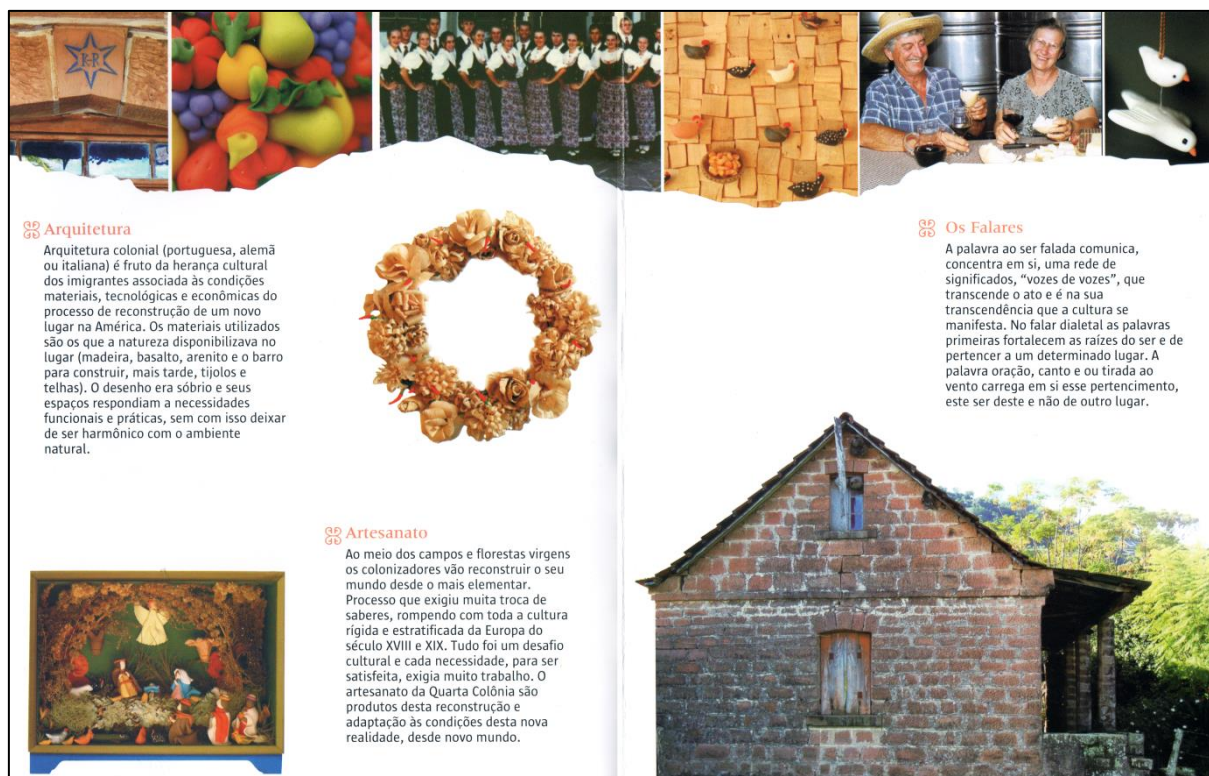 K R
Arquitetura
Arquitetura colonial (portuguesa, alemã
ou italiana) é fruto da herança cultural
dos imigrantes associada às condições
materiais, tecnológicas e econômicas do
processo de reconstrução de um novo
lugar na América. Os materiais utilizados
são os que a natureza disponibilizava no
lugar (madeira, basalto, arenito e o barro
para construir, mais tarde, tijolos e
telhas). O desenho era sóbrio e seus
espaços respondiam a necessidades
funcionais e práticas, sem com isso deixar
de ser harmônico com o ambiente
natural.
Artesanato
Ao meio dos campos e florestas virgens
os colonizadores vão reconstruir o seu
mundo desde o mais elementar.
Processo que exigiu muita troca de
saberes, rompendo com toda a cultura
rígida e estratificada da Europa do
século XVIII e XIX. Tudo foi um desafio
cultural e cada necessidade, para ser
satisfeita, exigia muito trabalho. O
artesanato da Quarta Colônia são
produtos desta reconstrução e
adaptação às condições desta nova
realidade, desde novo mundo.
Os Falares
A palavra ao ser falada comunica,
concentra em si, uma rede de
significados, “vozes de vozes”, que
transcende o ato e é na sua
transcendência que a cultura se
manifesta. No falar dialetal as palavras
primeiras fortalecem as raízes do ser e de
pertencer a um determinado lugar. A
palavra oração, canto e ou tirada ao
vento carrega em si esse pertencimento,
este ser deste e não de outro lugar.